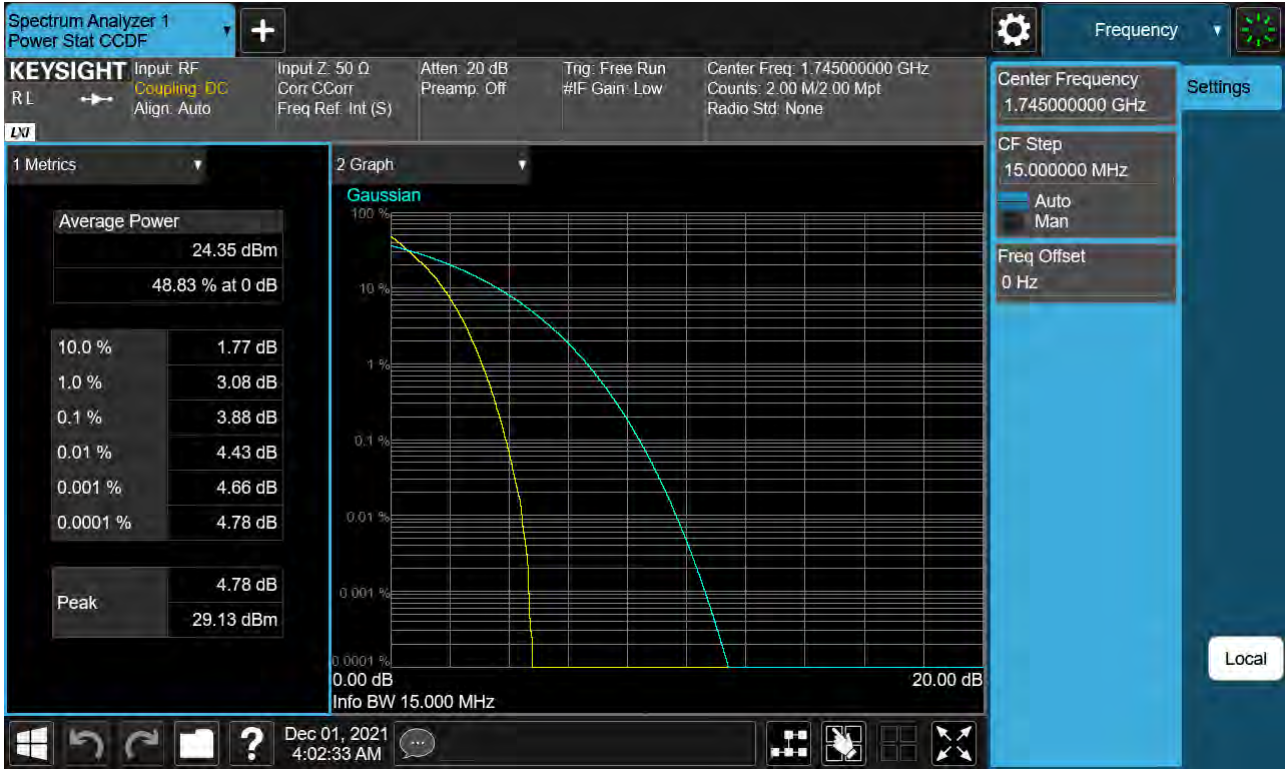 Spectrum Analyzer 1
Power Stat CCDF
+
Frequency
KEYSIGHT
R L
LXI
Input: RF
Coupling: DC
Align: Auto
Input Z: 50 Ω
Corr CCorr
Freq Ref: Int (S)
Atten: 20 dB
Preamp: Off
Trig: Free Run
#IF Gain: Low
Center Freq: 1.745000000 GHz
Counts: 2.00 M/2.00 Mpt
Radio Std: None
Center Frequency
1.745000000 GHz
Settings
CF Step
15.000000 MHz
Auto
Man
Freq Offset
0 Hz
Local
1 Metrics
Average Power
24.35 dBm
48.83 % at 0 dB
10.0 % 1.77 dB
1.0 % 3.08 dB
0.1 % 3.88 dB
0.01 % 4.43 dB
0.001 % 4.66 dB
0.0001 % 4.78 dB
Peak
4.78 dB
29.13 dBm
2 Graph
Gaussian
100 %
10 %
1 %
0.1 %
0.01 %
0.001 %
0.0001 %
0.00 dB
20.00 dB
Info BW 15.000 MHz
?
Dec 01, 2021
4:02:33 AM